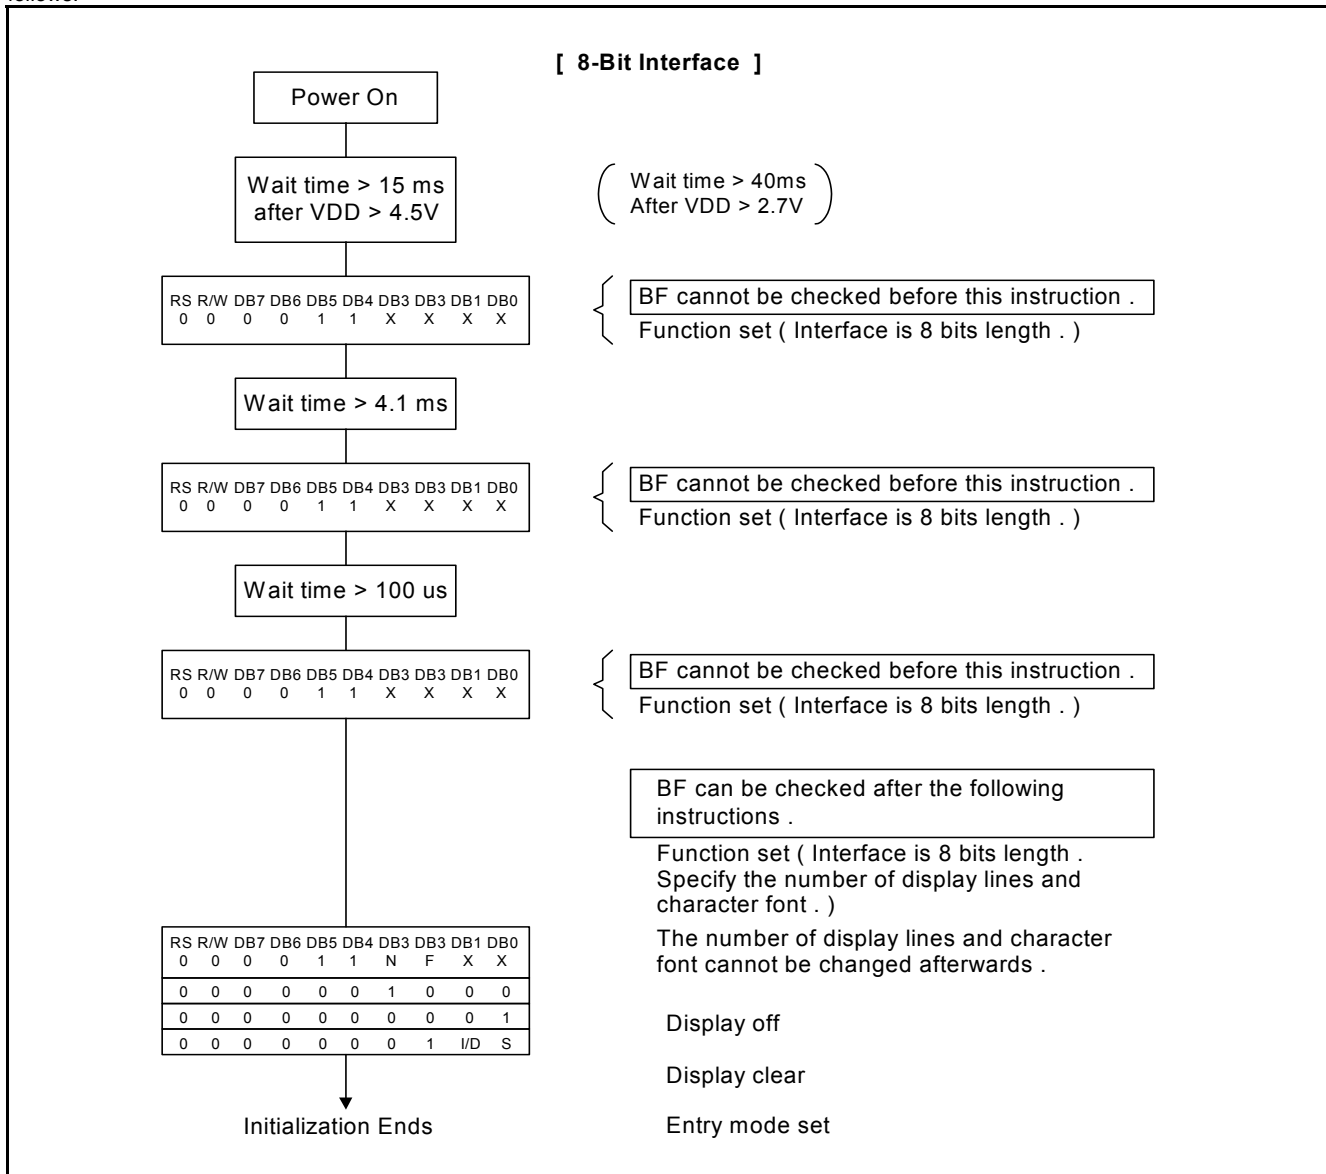 [ 8-Bit Interface ]
Power On
Wait time > 15 ms
after VDD > 4.5V
Wait time > 40ms
After VDD > 2.7V
RS R/W DB7 DB6 DB5 DB4 DB3 DB3 DB1 DB0
0 0 0 0 1 1 X X X X
BF cannot be checked before this instruction .
Function set ( Interface is 8 bits length . )
Wait time > 4.1 ms
RS R/W DB7 DB6 DB5 DB4 DB3 DB3 DB1 DB0
0 0 0 0 1 1 X X X X
BF cannot be checked before this instruction .
Function set ( Interface is 8 bits length . )
Wait time > 100 us
RS R/W DB7 DB6 DB5 DB4 DB3 DB3 DB1 DB0
0 0 0 0 1 1 X X X X
BF cannot be checked before this instruction .
Function set ( Interface is 8 bits length . )
BF can be checked after the following
instructions .
Function set ( Interface is 8 bits length .
Specify the number of display lines and
character font . )
RS R/W DB7 DB6 DB5 DB4 DB3 DB3 DB1 DB0
0 0 0 0 1 1 N F X X
0 0 0 0 0 0 1 0 0 0
0 0 0 0 0 0 0 0 0 1
0 0 0 0 0 0 0 1 I/D S
The number of display lines and character
font cannot be changed afterwards .
Display off
Display clear
Entry mode set
Initialization Ends